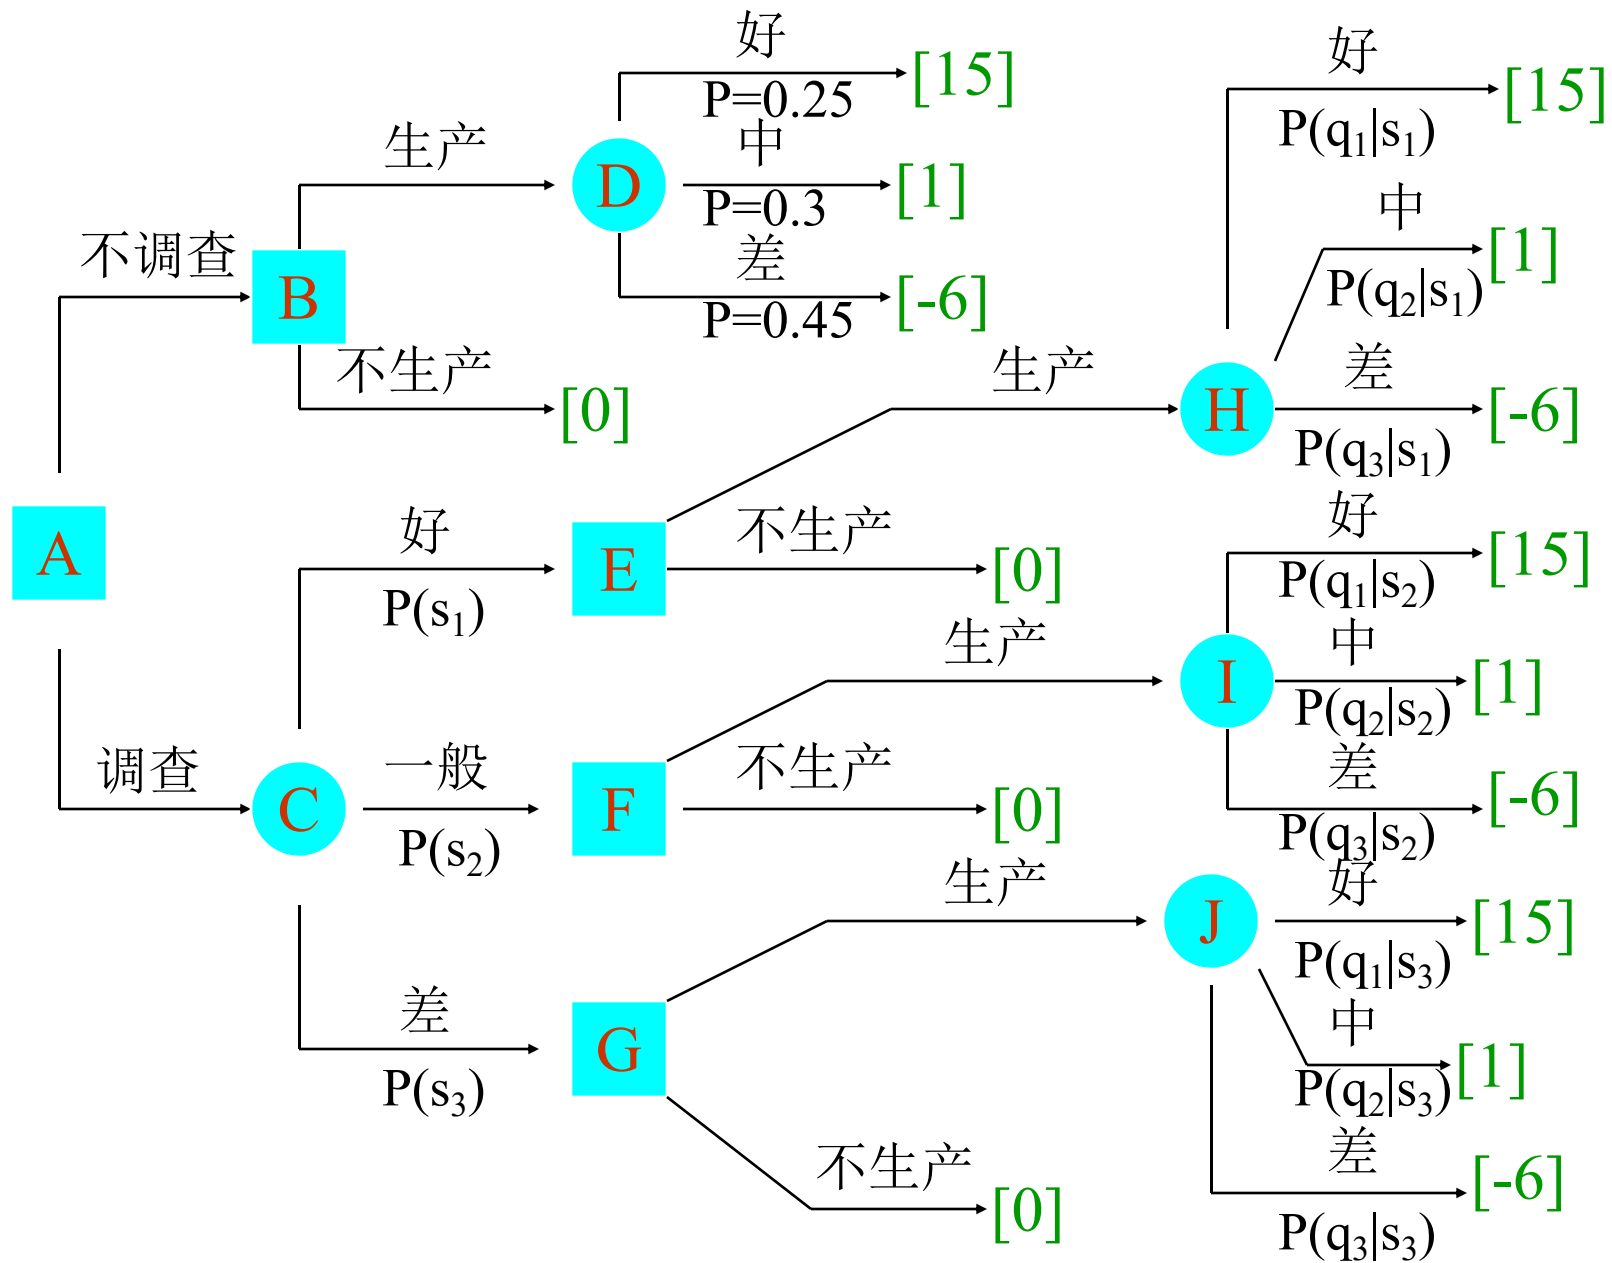 好
[15]
P=0.25
中
[1]
P=0.3
差
[-6]
P=0.45
生产
D
不调查
B
不生产
[0]
A
调查
C
好
P(s₁)
一般
P(s₂)
差
P(s₃)
E
生产
不生产
[0]
F
生产
不生产
[0]
G
生产
不生产
[0]
H
好
[15]
P(q₁|s₁)
中
[1]
P(q₂|s₁)
差
[-6]
P(q₃|s₁)
I
好
[15]
P(q₁|s₂)
中
[1]
P(q₂|s₂)
差
[-6]
P(q₃|s₂)
J
好
[15]
P(q₁|s₃)
中
[1]
P(q₂|s₃)
差
[-6]
P(q₃|s₃)